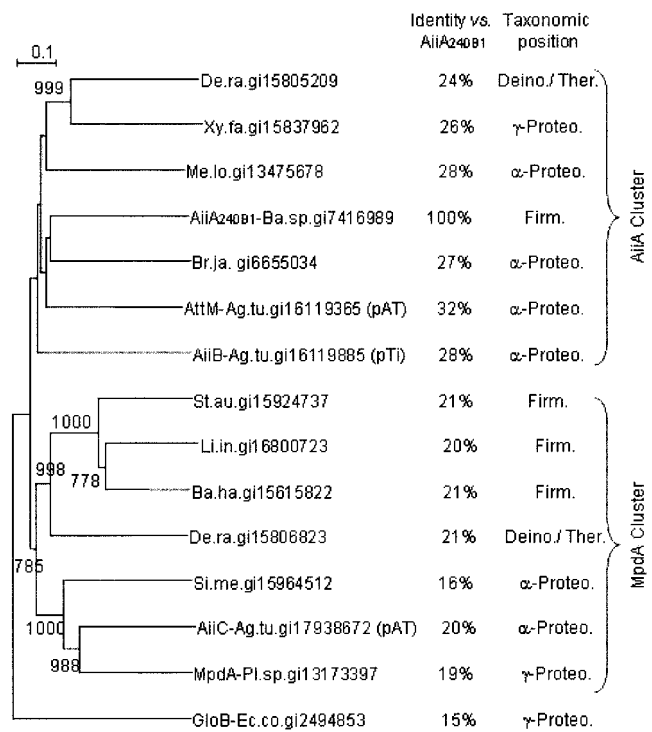 Identity vs. Taxonomic
0.1 AiiA240B1 position
999 De.ra.gi15805209 24% Deino./ Ther.
Xy.fa.gi15837962 26% γ-Proteo.
Me.lo.gi13475678 28% α-Proteo.
AiiA240B1-Ba.sp.gi7416989 100% Firm.
Br.ja. gi6655034 27% α-Proteo.
AttM-Ag.tu.gi16119365 (pAT) 32% α-Proteo.
AiiB-Ag.tu.gi16119885 (pTi) 28% α-Proteo.
AiiA Cluster
St.au.gi15924737 21% Firm.
1000
Li.in.gi16800723 20% Firm.
998 778
Ba.ha.gi15615822 21% Firm.
De.ra.gi15806823 21% Deino./ Ther.
785
Si.me.gi15964512 16% α-Proteo.
1000 AiiC-Ag.tu.gi17938672 (pAT) 20% α-Proteo.
988 MpdA-Pl.sp.gi13173397 19% γ-Proteo.
MpdA Cluster
GloB-Ec.co.gi2494853 15% γ-Proteo.